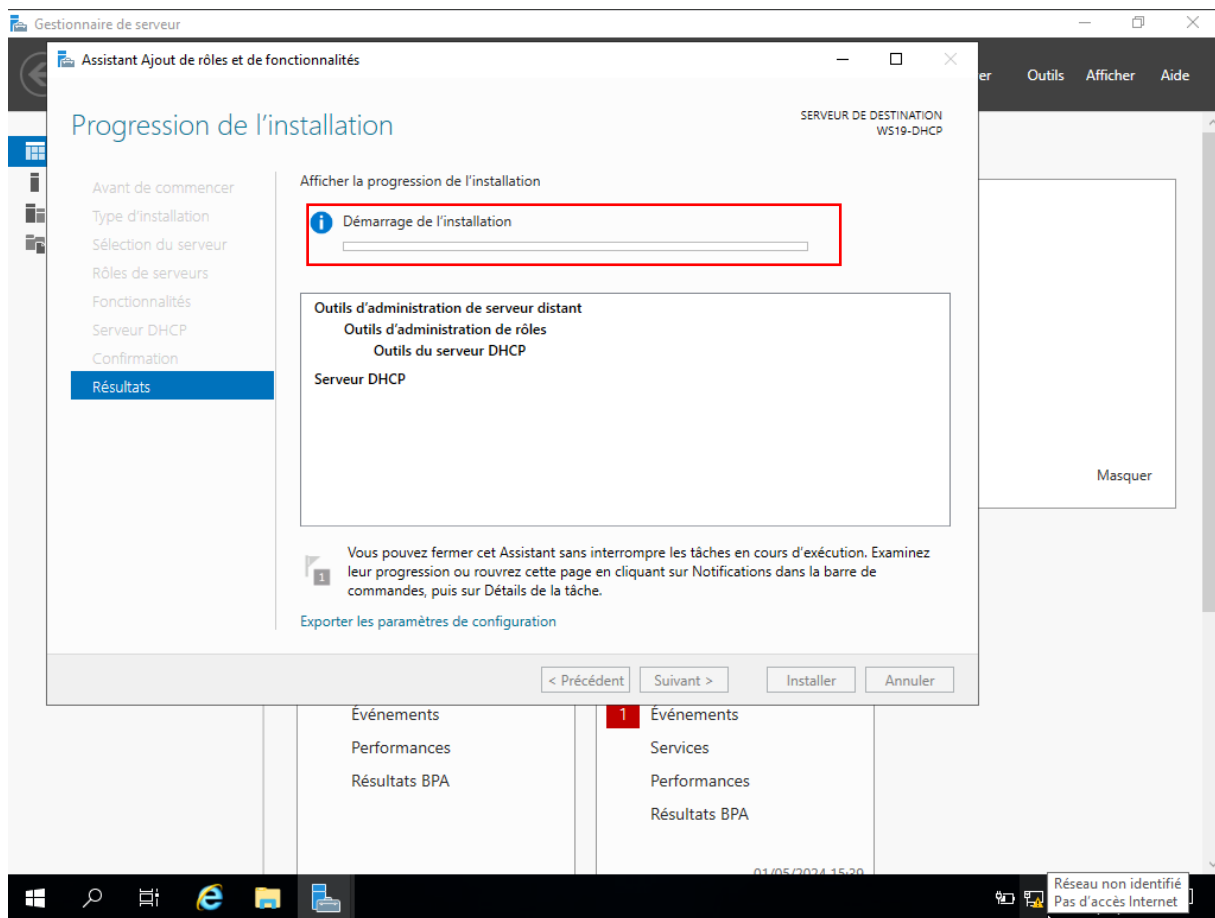 Gestionnaire de serveur
Assistant Ajout de rôles et de fonctionnalités
Outils Afficher Aide
Progression de l'installation
SERVEUR DE DESTINATION
WS19-DHCP
Avant de commencer
Type d'installation
Sélection du serveur
Rôles de serveurs
Fonctionnalités
Serveur DHCP
Confirmation
Résultats
Afficher la progression de l'installation
Démarrage de l'installation
Outils d'administration de serveur distant
Outils d'administration de rôles
Outils du serveur DHCP
Serveur DHCP
Masquer
1
Vous pouvez fermer cet Assistant sans interrompre les tâches en cours d'exécution. Examinez
leur progression ou rouvrez cette page en cliquant sur Notifications dans la barre de
commandes, puis sur Détails de la tâche.
Exporter les paramètres de configuration
< Précédent Suivant > Installer Annuler
Événements
Performances
Résultats BPA
1 Événements
Services
Performances
Résultats BPA
01/05/2024 15:39
Réseau non identifié
Pas d'accès Internet